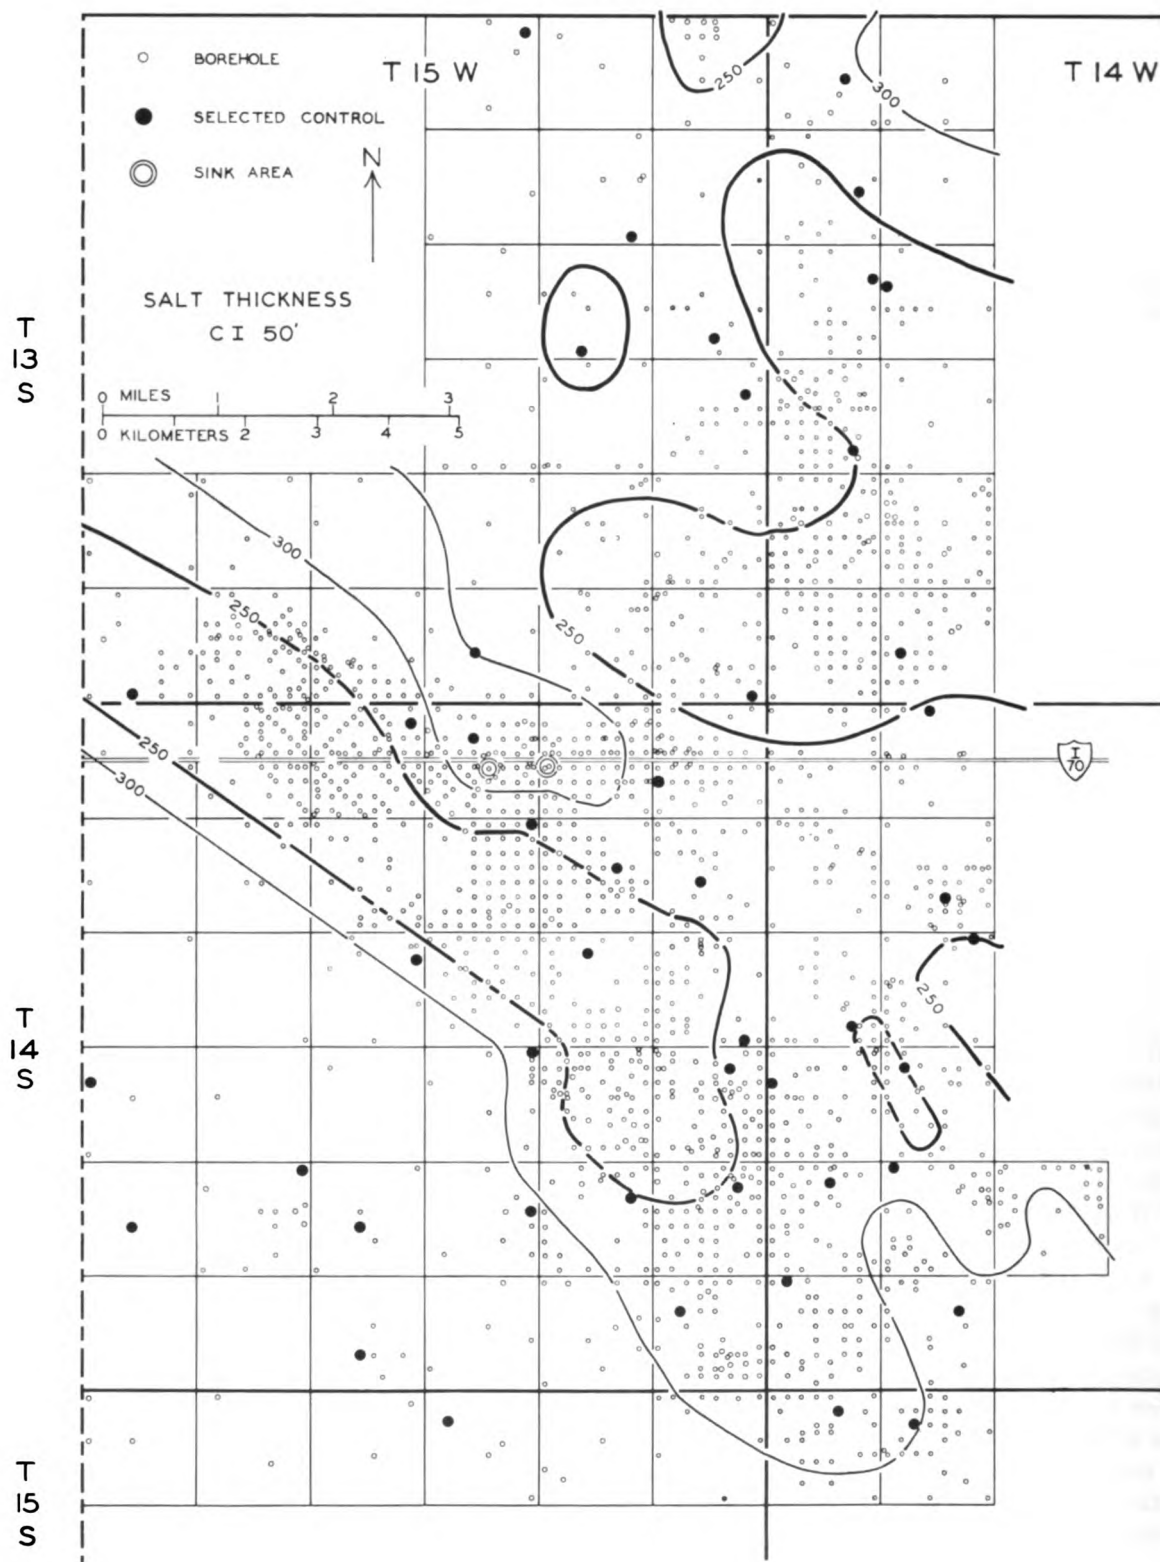 BOREHOLE
T 15 W
T 14 W
SELECTED CONTROL
SINK AREA
N
SALT THICKNESS
C I 50'
0 MILES 1 2 3
0 KILOMETERS 2 3 4 5
T
13
S
250
300
300
250
250
250
300
I
70
250
T
14
S
T
15
S